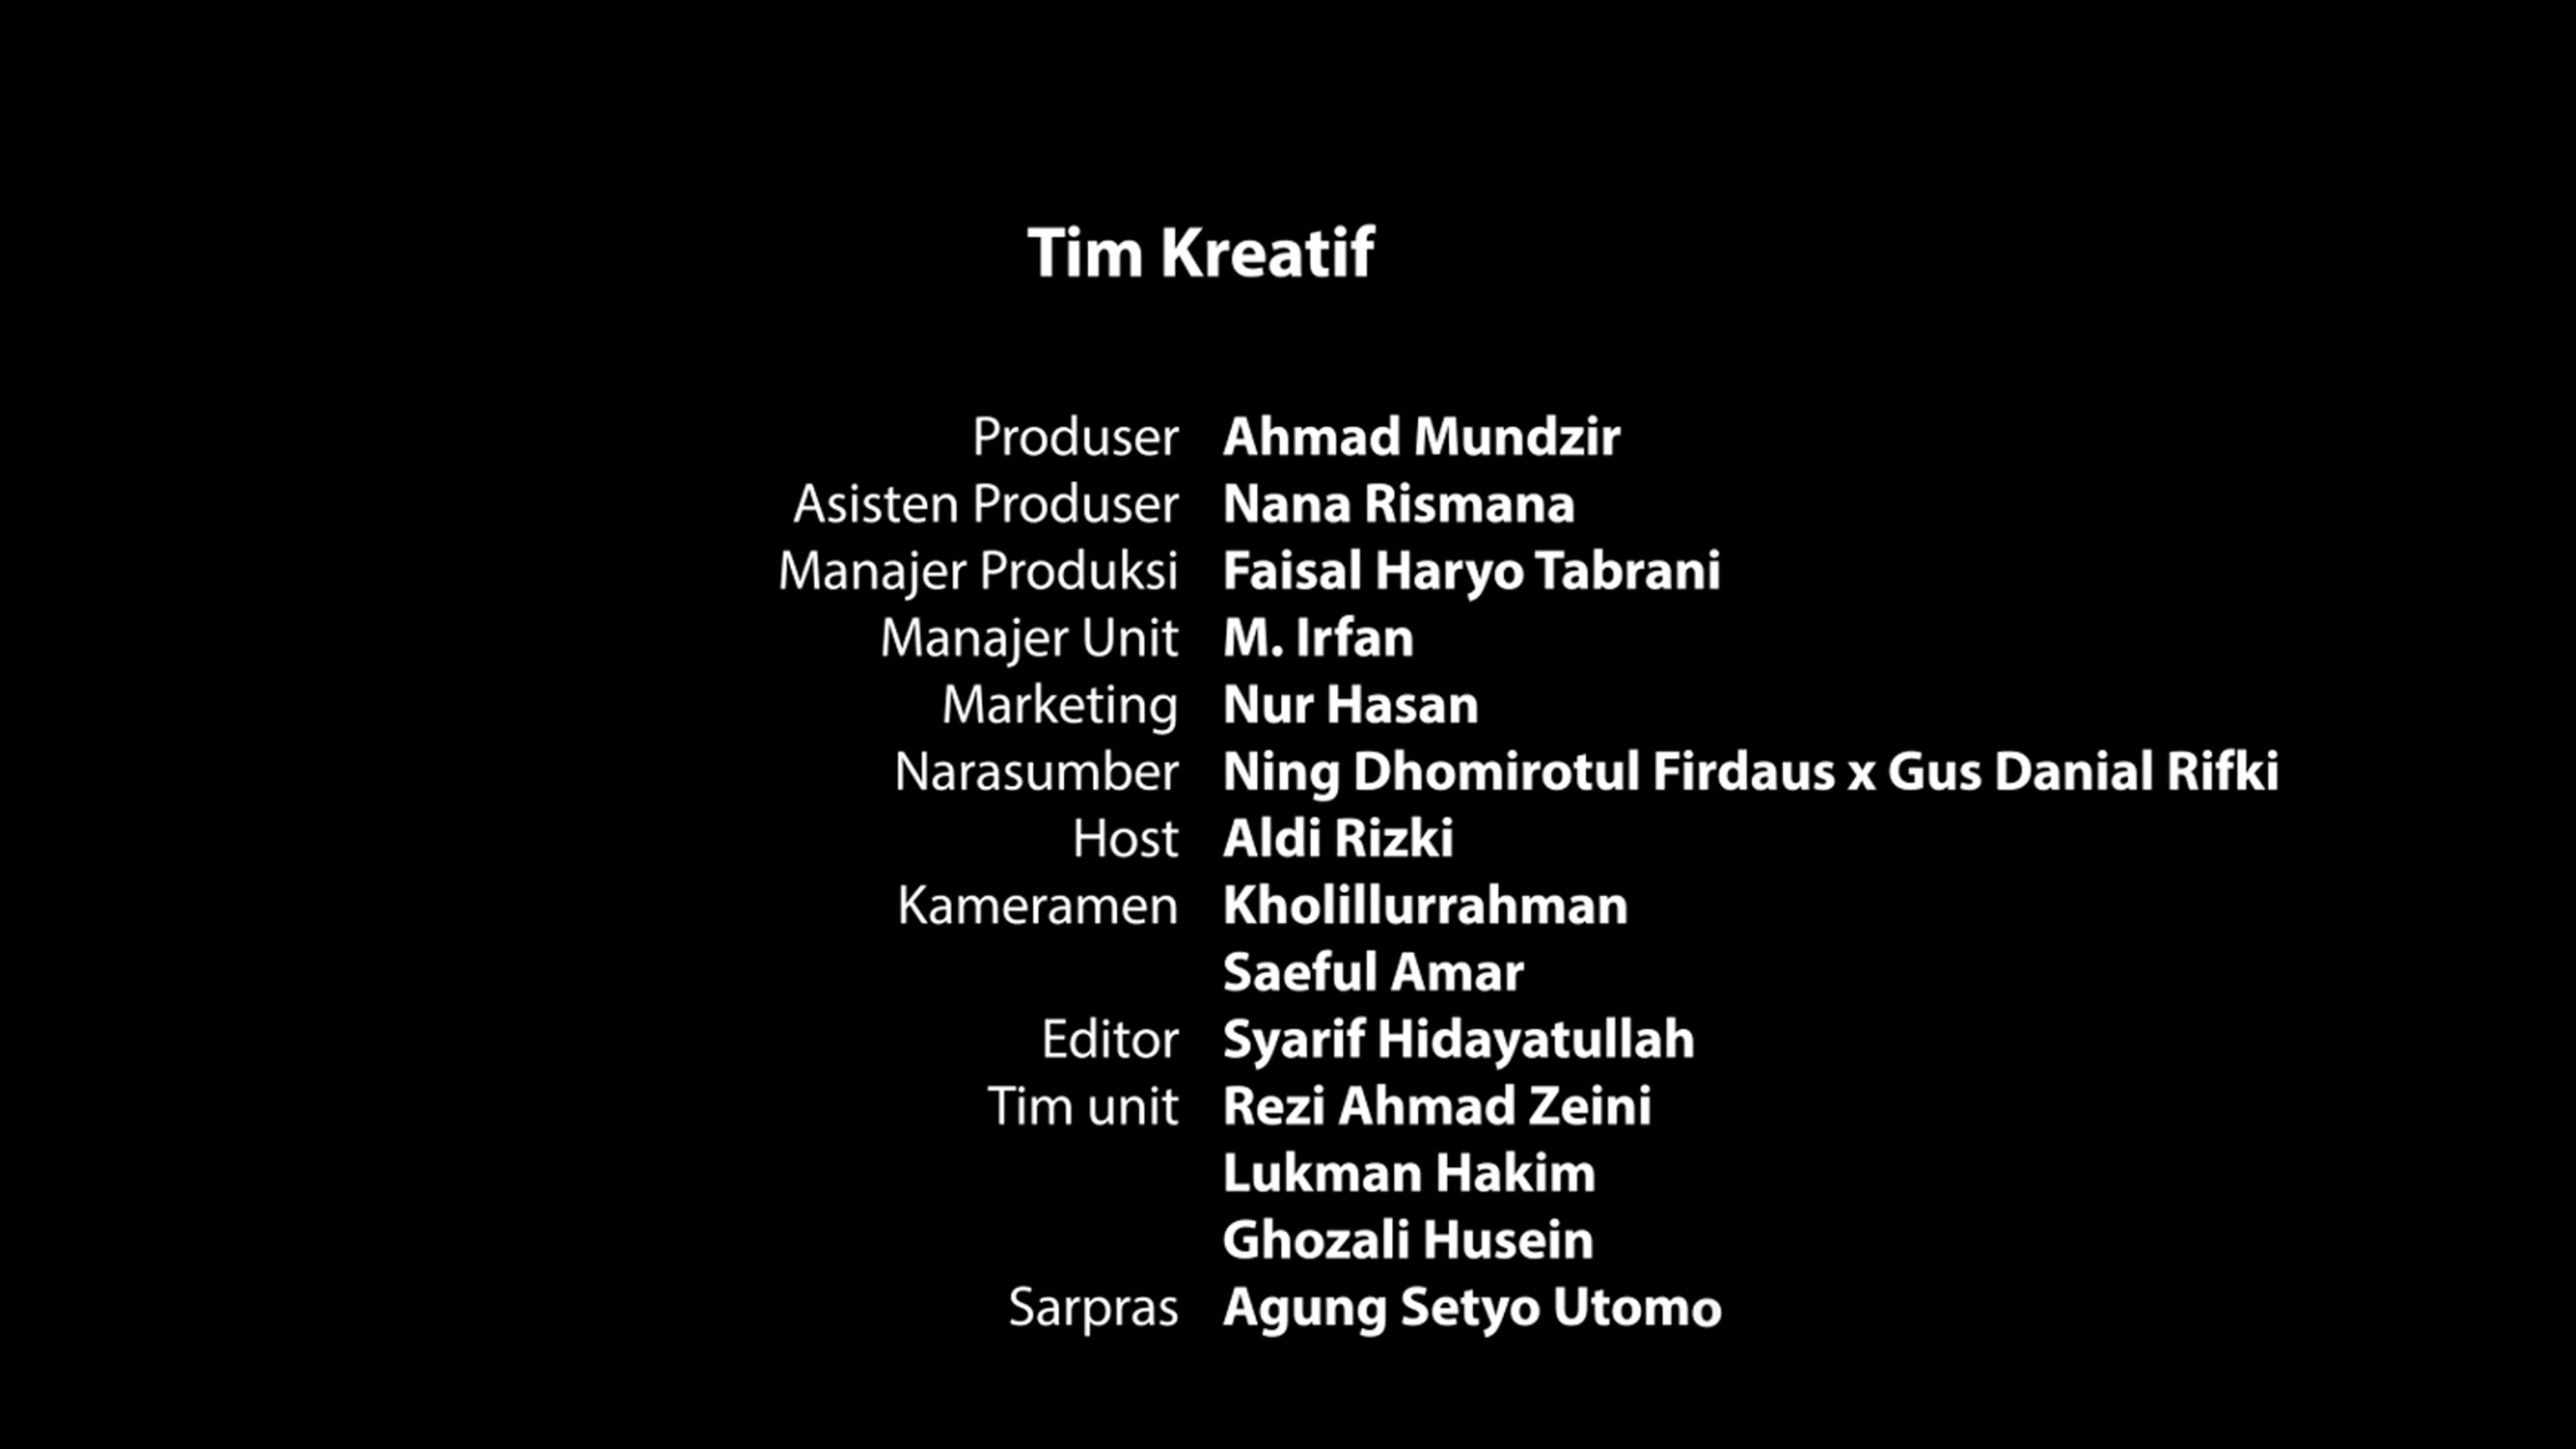 Tim Kreatif
Produser Ahmad Mundzir
Asisten Produser Nana Rismana
Manajer Produksi Faisal Haryo Tabrani
Manajer Unit M. Irfan
Marketing Nur Hasan
Narasumber Ning Dhomirotul Firdaus x Gus Danial Rifki
Host Aldi Rizki
Kameramen Kholillurrahman
Saeful Amar
Editor Syarif Hidayatullah
Tim unit Rezi Ahmad Zeini
Lukman Hakim
Ghozali Husein
Sarpras Agung Setyo Utomo